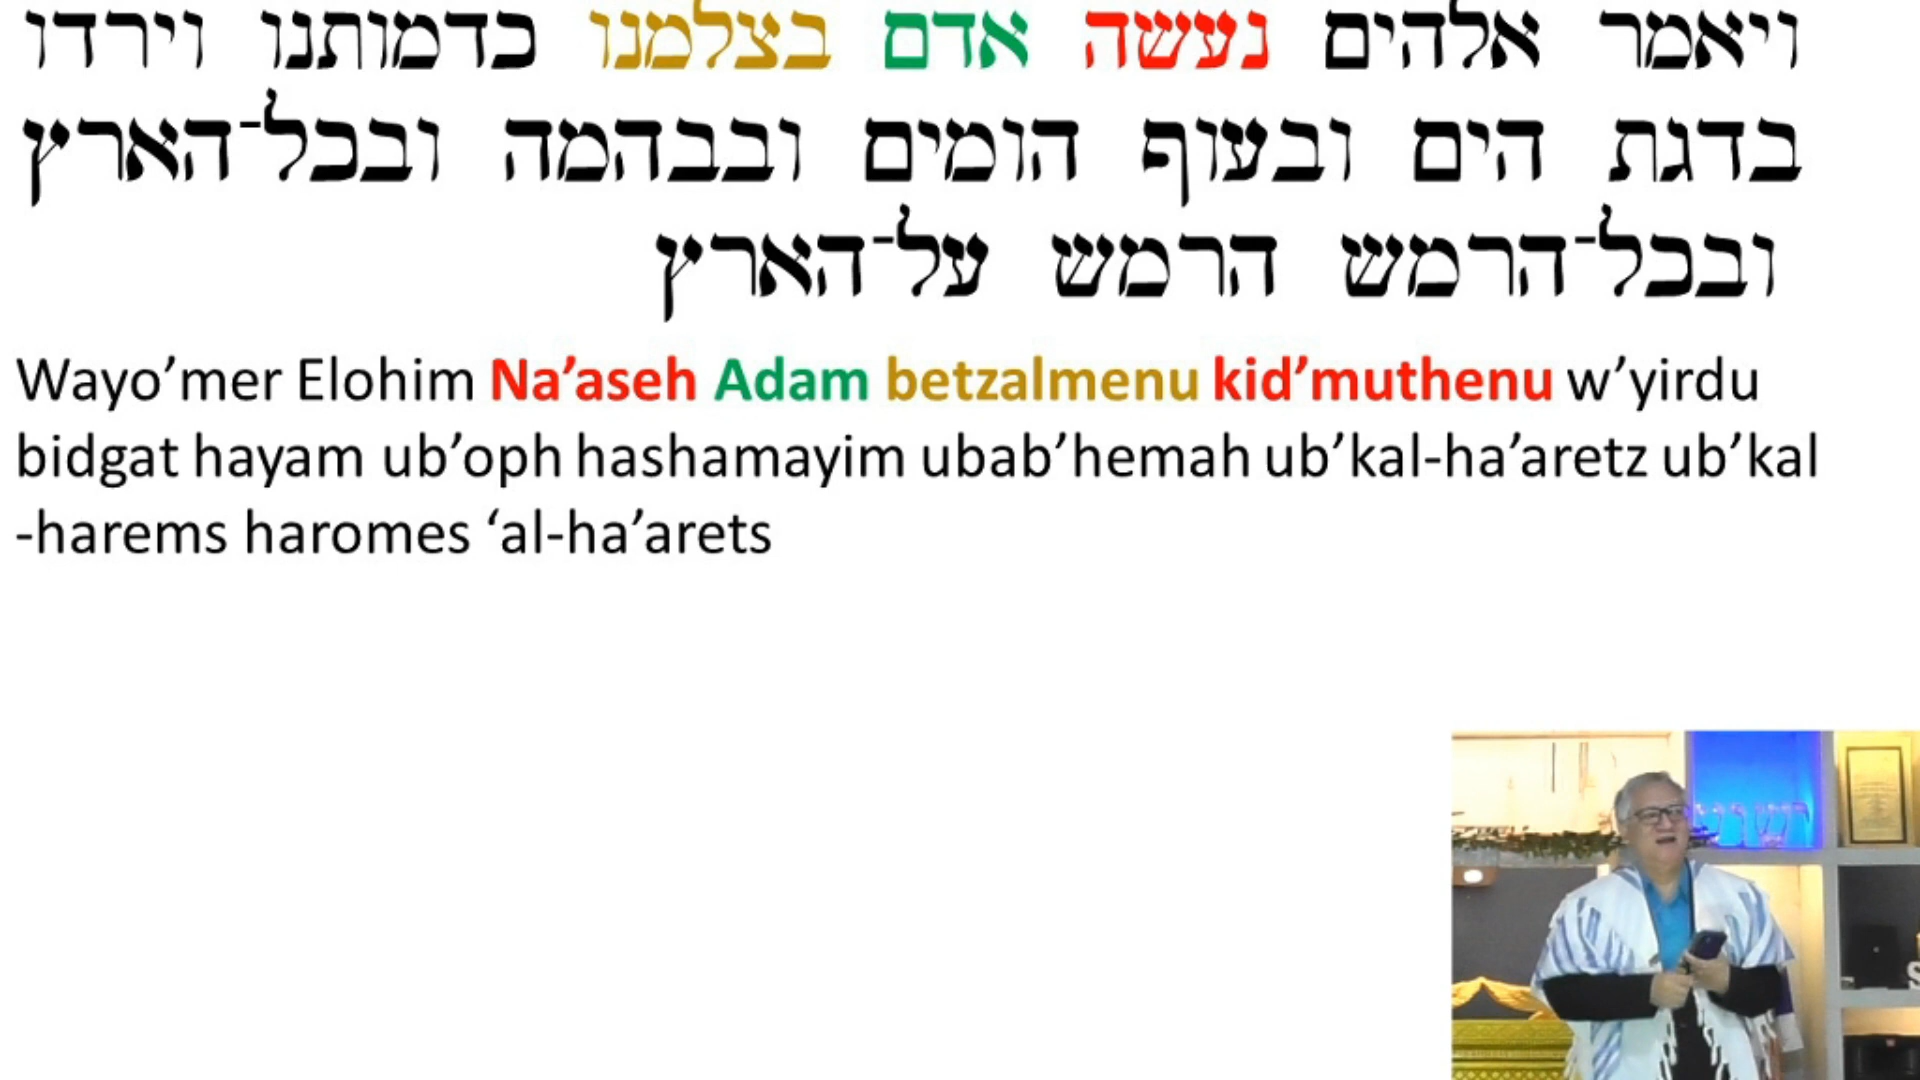 ויאמר אלהים נעשה אדם בצלמנו כדמותנו וירדו
בדגת הים ובעוף הומים ובבהמה ובכל־הארץ
ובכל־הרמש הרמש על־הארץ
Wayo’mer Elohim Na’aseh Adam betzalmenu kid’muthenu w’yirdu
bidgat hayam ub’oph hashamayim ubab’hemah ub’kal-ha’aretz ub’kal
-harems haromes ‘al-ha’arets